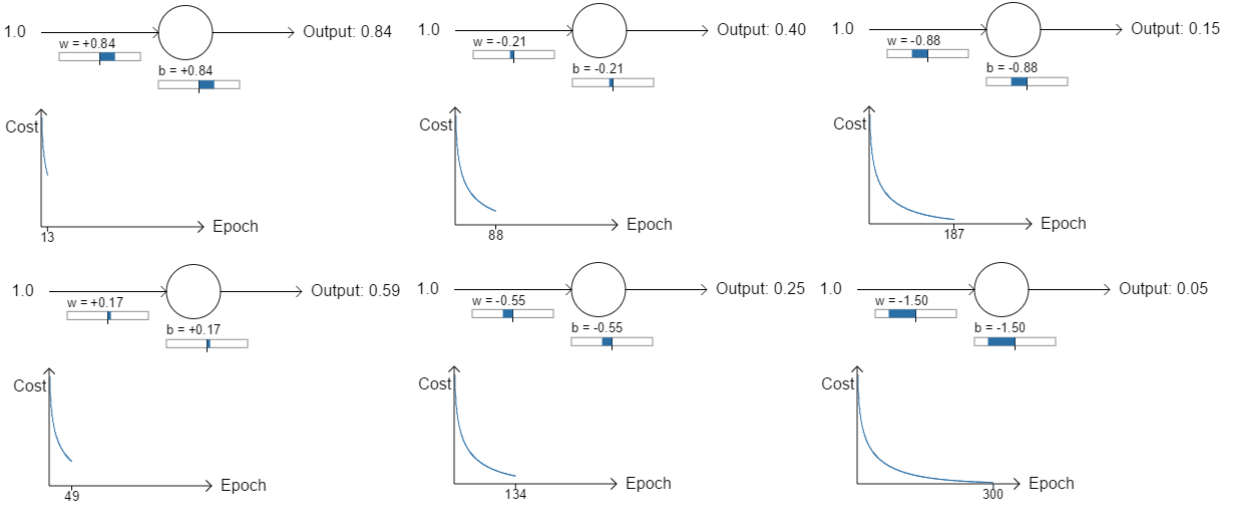 1.0
w = +0.84
b = +0.84
Output: 0.84
Cost
Epoch
13
1.0
w = -0.21
b = -0.21
Output: 0.40
Cost
Epoch
88
1.0
w = -0.88
b = -0.88
Output: 0.15
Cost
Epoch
187
1.0
w = +0.17
b = +0.17
Output: 0.59
Cost
Epoch
49
1.0
w = -0.55
b = -0.55
Output: 0.25
Cost
Epoch
134
1.0
w = -1.50
b = -1.50
Output: 0.05
Cost
Epoch
300